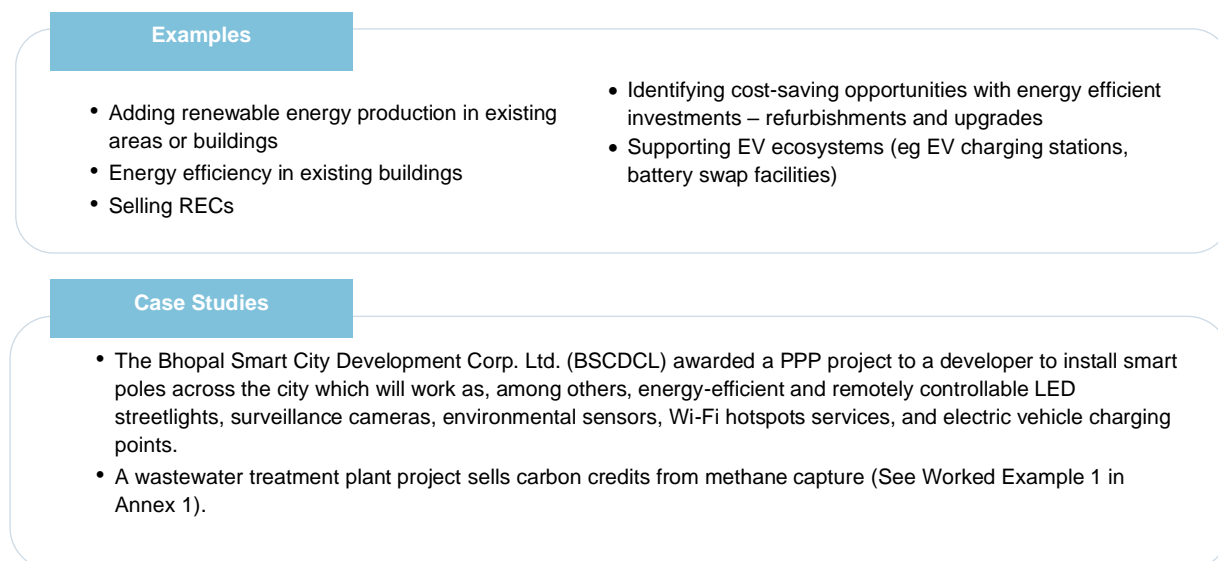 Examples
• Adding renewable energy production in existing
areas or buildings
• Energy efficiency in existing buildings
• Selling RECs
• Identifying cost-saving opportunities with energy efficient
investments – refurbishments and upgrades
• Supporting EV ecosystems (eg EV charging stations,
battery swap facilities)
Case Studies
• The Bhopal Smart City Development Corp. Ltd. (BSCDCL) awarded a PPP project to a developer to install smart
poles across the city which will work as, among others, energy-efficient and remotely controllable LED
streetlights, surveillance cameras, environmental sensors, Wi-Fi hotspots services, and electric vehicle charging
points.
• A wastewater treatment plant project sells carbon credits from methane capture (See Worked Example 1 in
Annex 1).